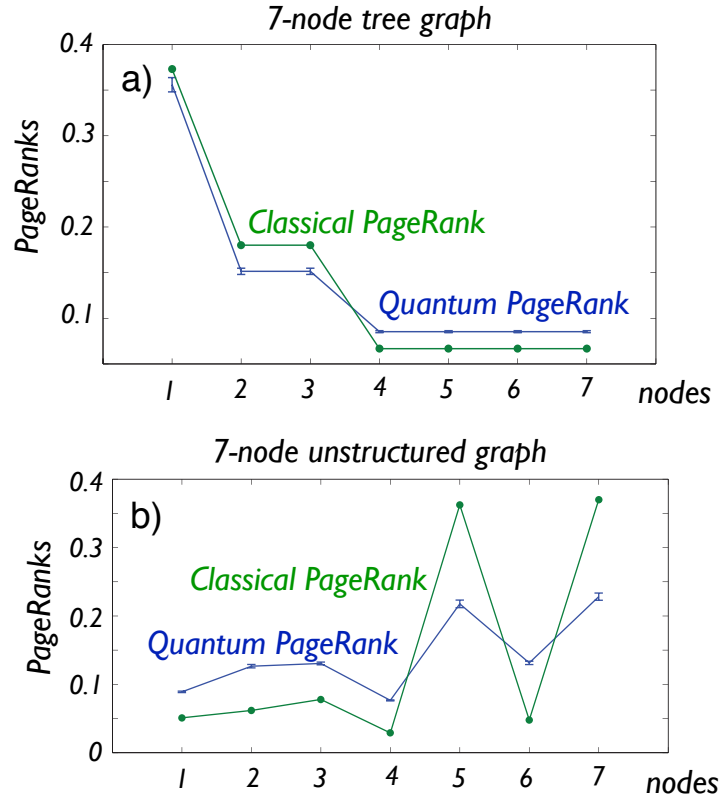 7-node tree graph
a)
PageRanks
0.4
0.3
0.2
0.1
Classical PageRank
Quantum PageRank
1 2 3 4 5 6 7 nodes
7-node unstructured graph
b)
PageRanks
0.4
0.3
0.2
0.1
0
Classical PageRank
Quantum PageRank
1 2 3 4 5 6 7 nodes